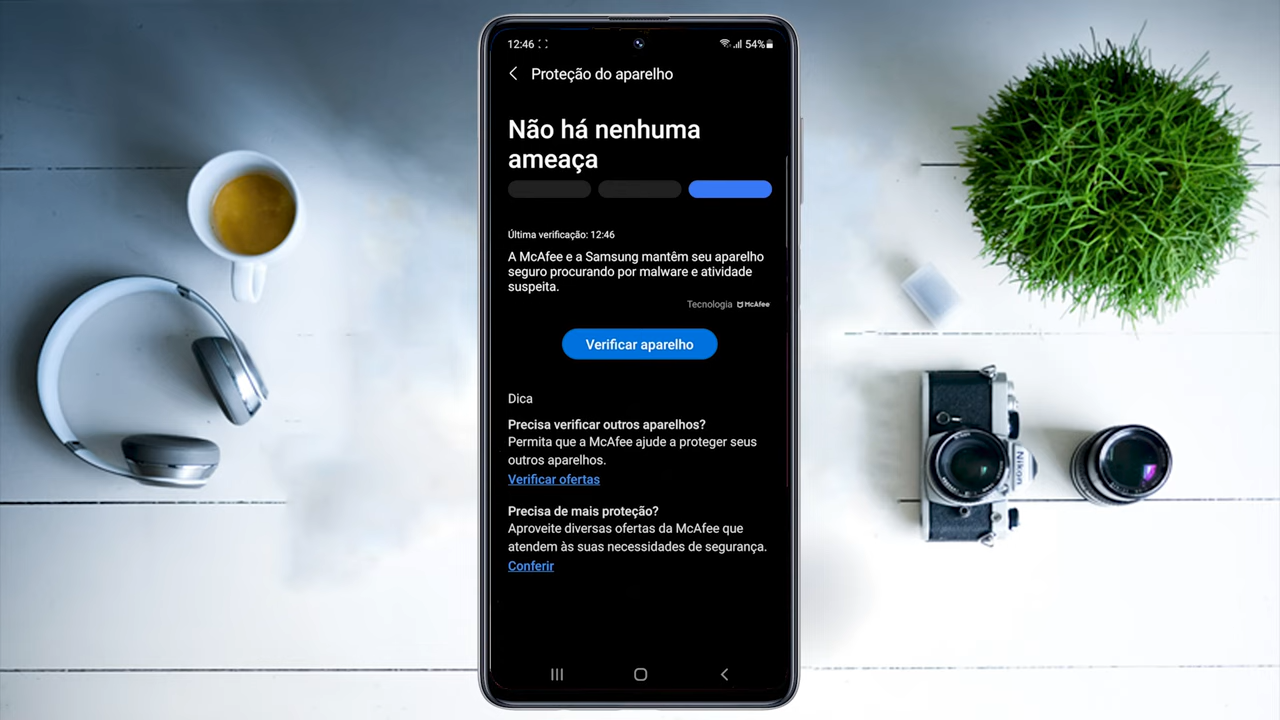 12:46 54%
Proteção do aparelho
Não há nenhuma
ameaça
Última verificação: 12:46
A McAfee e a Samsung mantêm seu aparelho
seguro procurando por malware e atividade
suspeita.
Tecnologia McAfee
Verificar aparelho
Dica
Precisa verificar outros aparelhos?
Permita que a McAfee ajude a proteger seus
outros aparelhos.
Verificar ofertas
Precisa de mais proteção?
Aproveite diversas ofertas da McAfee que
atendem às suas necessidades de segurança.
Conferir
Nikon